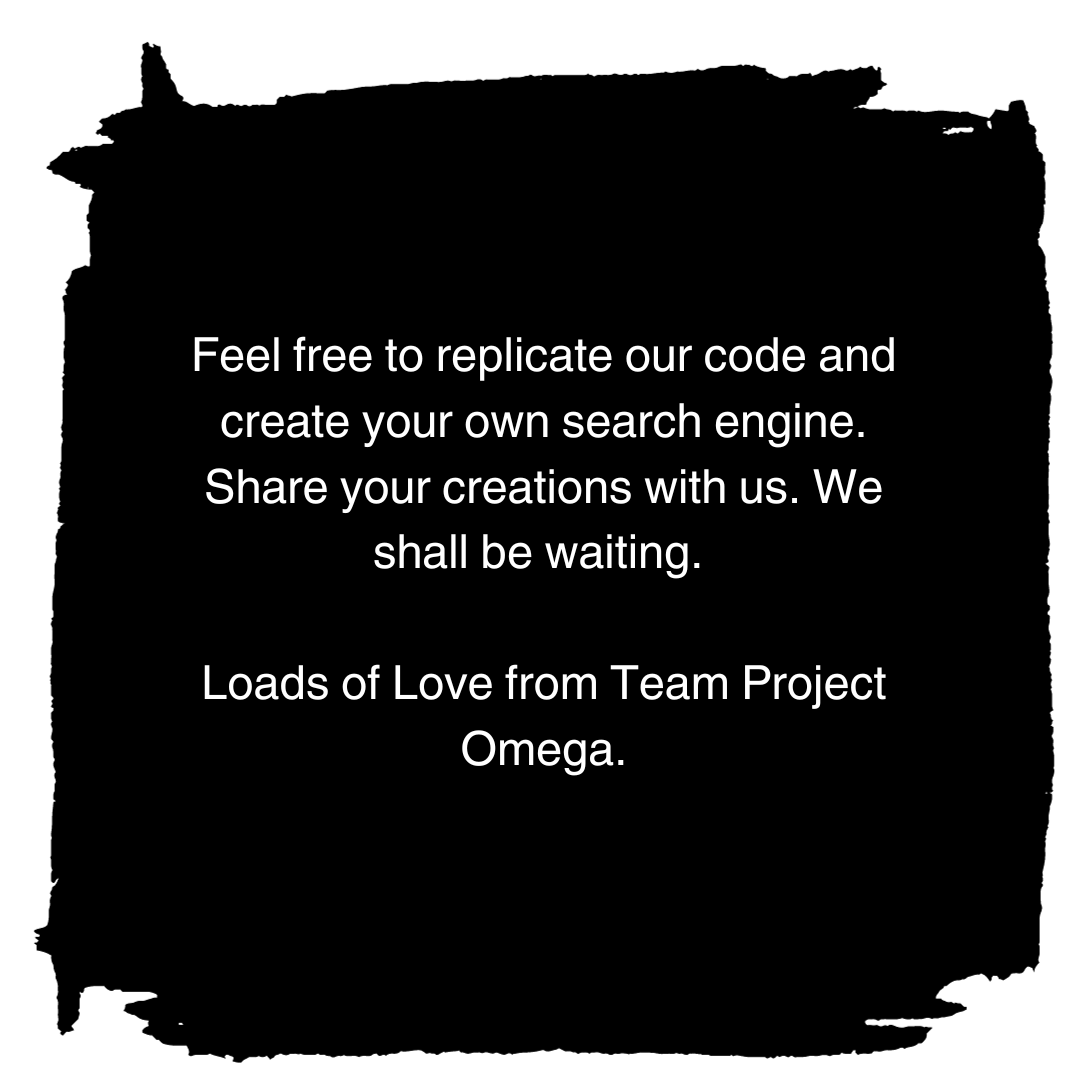 Feel free to replicate our code and
create your own search engine.
Share your creations with us. We
shall be waiting.
Loads of Love from Team Project
Omega.